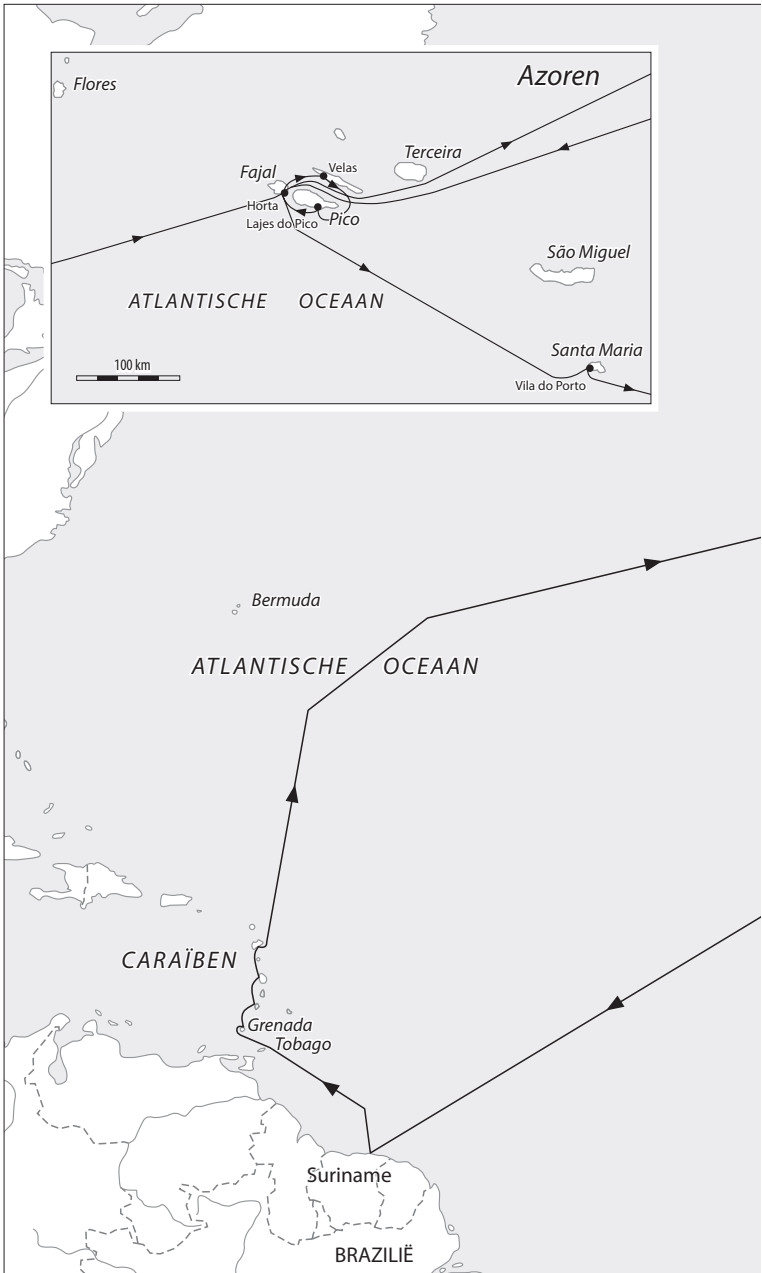 Azoren
Flores
Terceira
Velas
Fajal
Horta
Pico
Lajes do Pico
São Miguel
ATLANTISCHE OCEAAN
Santa Maria
100 km
Vila do Porto
Bermuda
ATLANTISCHE OCEAAN
CARAÏBEN
Grenada
Tobago
Suriname
BRAZILIË